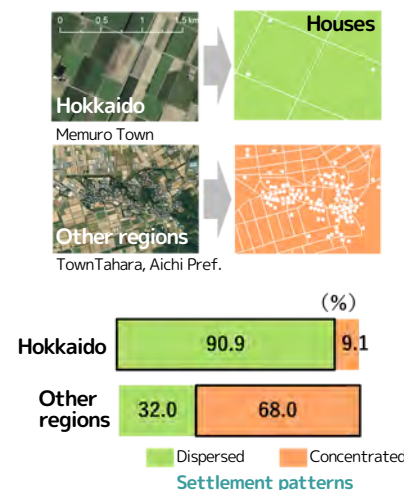 0 0.5 1 1.5 km
Houses
Hokkaido
Memuro Town
Other regions
TownTahara, Aichi Pref.
(%)
Hokkaido 90.9 9.1
Other regions 32.0 68.0
Dispersed Concentrated
Settlement patterns